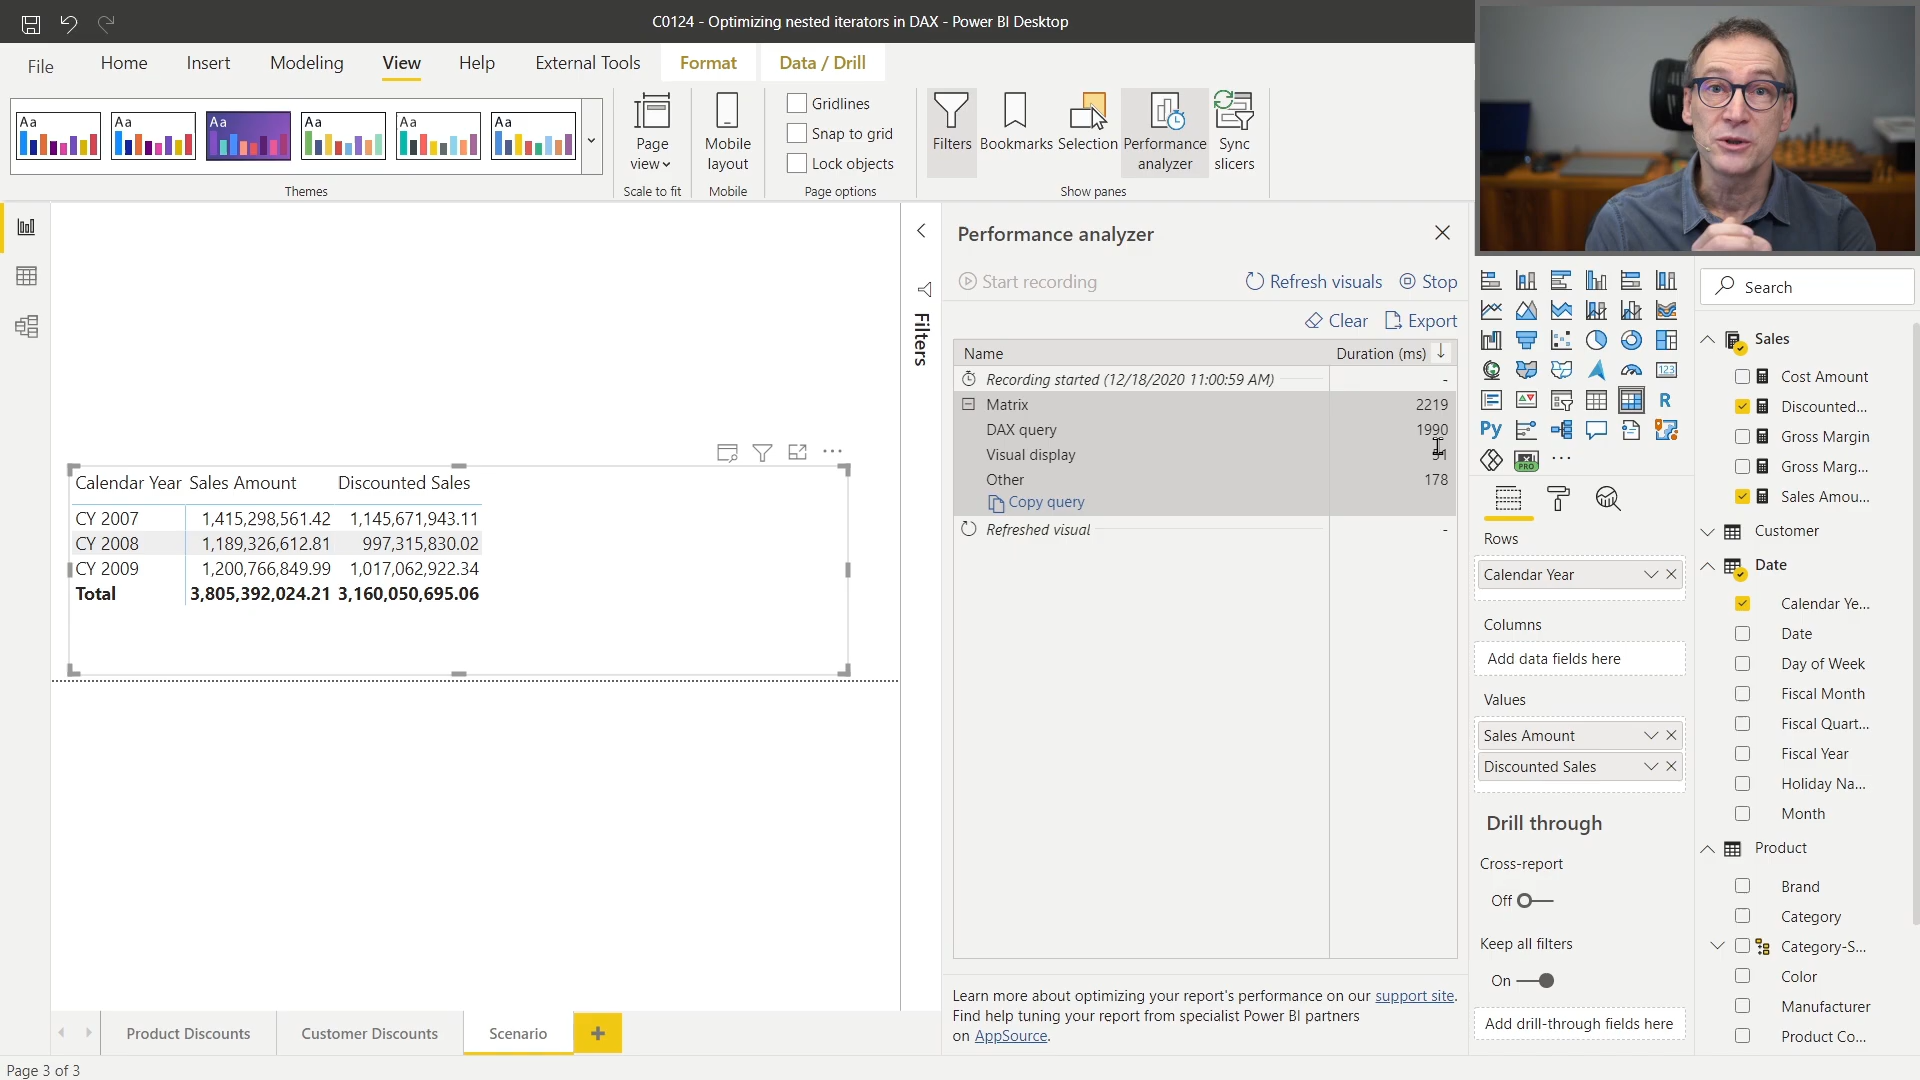 C0124 - Optimizing nested iterators in DAX - Power BI Desktop
File Home Insert Modeling View Help External Tools Format Data / Drill
Aa Aa Aa Aa Aa Aa
Themes
Page view
Scale to fit
Mobile layout
Mobile
Gridlines
Snap to grid
Lock objects
Page options
Filters
Bookmarks
Selection
Performance analyzer
Sync slicers
Show panes
Calendar Year Sales Amount Discounted Sales
CY 2007 1,415,298,561.42 1,145,671,943.11
CY 2008 1,189,326,612.81 997,315,830.02
CY 2009 1,200,766,849.99 1,017,062,922.34
Total 3,805,392,024.21 3,160,050,695.06
Filters
Performance analyzer
Start recording Refresh visuals Stop
Clear Export
Name Duration (ms)
Recording started (12/18/2020 11:00:59 AM) -
Matrix 2219
DAX query 1990
Visual display
Other 178
Copy query
Refreshed visual -
Learn more about optimizing your report's performance on our support site.
Find help tuning your report from specialist Power BI partners
on AppSource.
123
R
Py
PRO
Rows
Calendar Year
Columns
Add data fields here
Values
Sales Amount
Discounted Sales
Drill through
Cross-report
Off
Keep all filters
On
Add drill-through fields here
Search
Sales
Cost Amount
Discounted...
Gross Margin
Gross Marg...
Sales Amou...
Customer
Date
Calendar Ye...
Date
Day of Week
Fiscal Month
Fiscal Quart...
Fiscal Year
Holiday Na...
Month
Product
Brand
Category
Category-S...
Color
Manufacturer
Product Co...
Product Discounts Customer Discounts Scenario +
Page 3 of 3